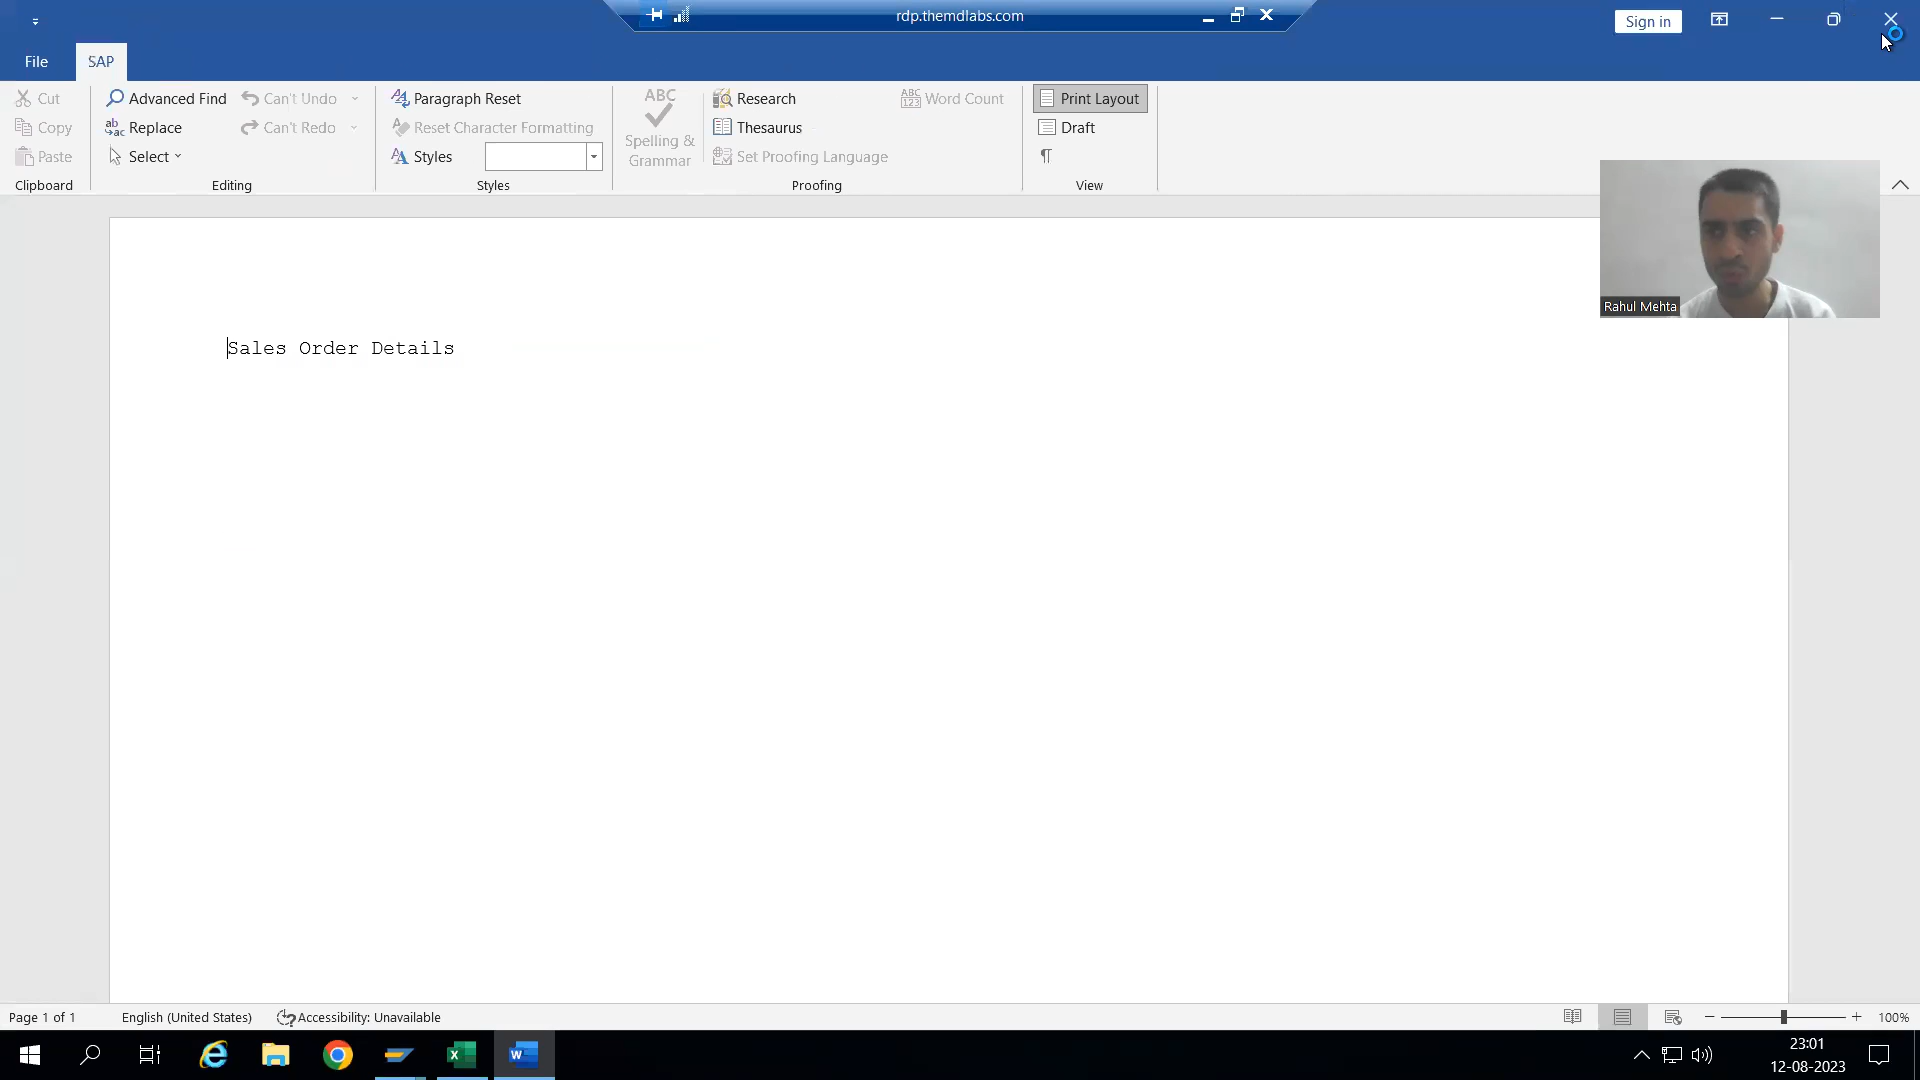 rdp.themdlabs.com
Sign in
File
SAP
Cut
Copy
Paste
Clipboard
Advanced Find
Replace
Select
Can't Undo
Can't Redo
Editing
Paragraph Reset
Reset Character Formatting
Styles
Styles
ABC
Spelling &
Grammar
Research
Thesaurus
Set Proofing Language
ABC
123
Word Count
Proofing
Print Layout
Draft
View
Rahul Mehta
Sales Order Details
Page 1 of 1
English (United States)
Accessibility: Unavailable
100%
23:01
12-08-2023